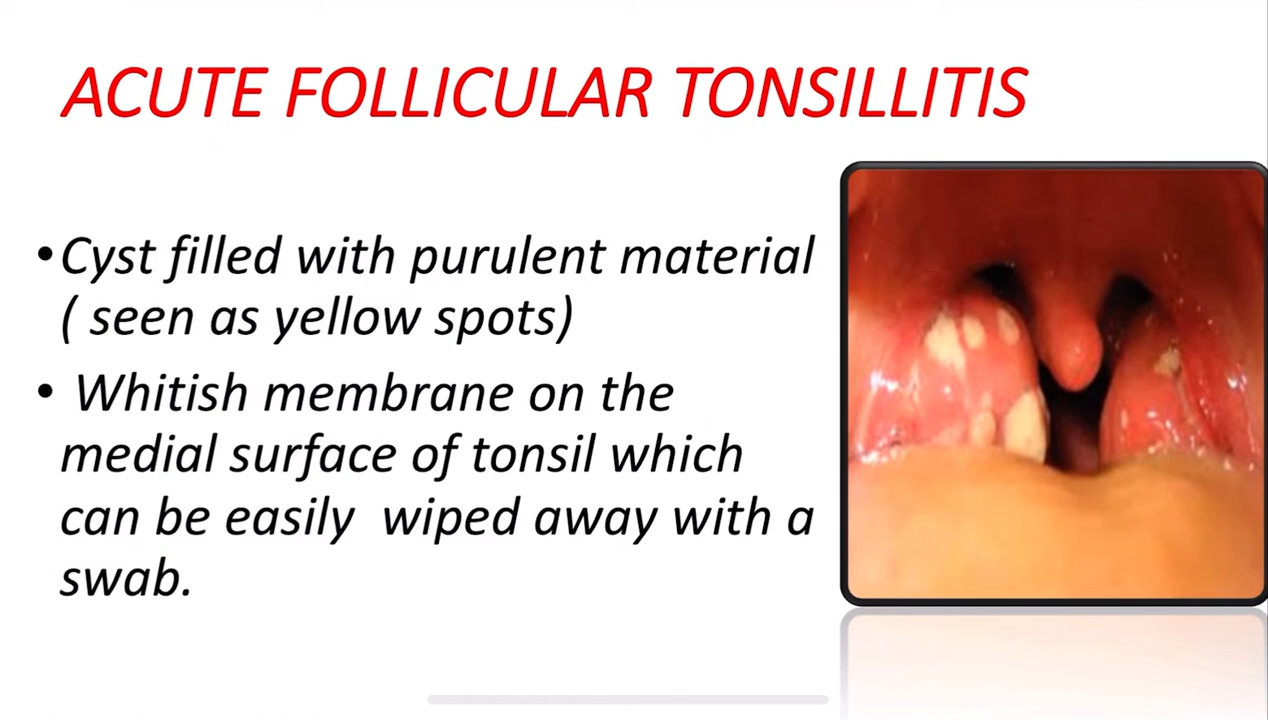 ACUTE FOLLICULAR TONSILLITIS
•Cyst filled with purulent material
( seen as yellow spots)
• Whitish membrane on the
medial surface of tonsil which
can be easily  wiped away with a
swab.